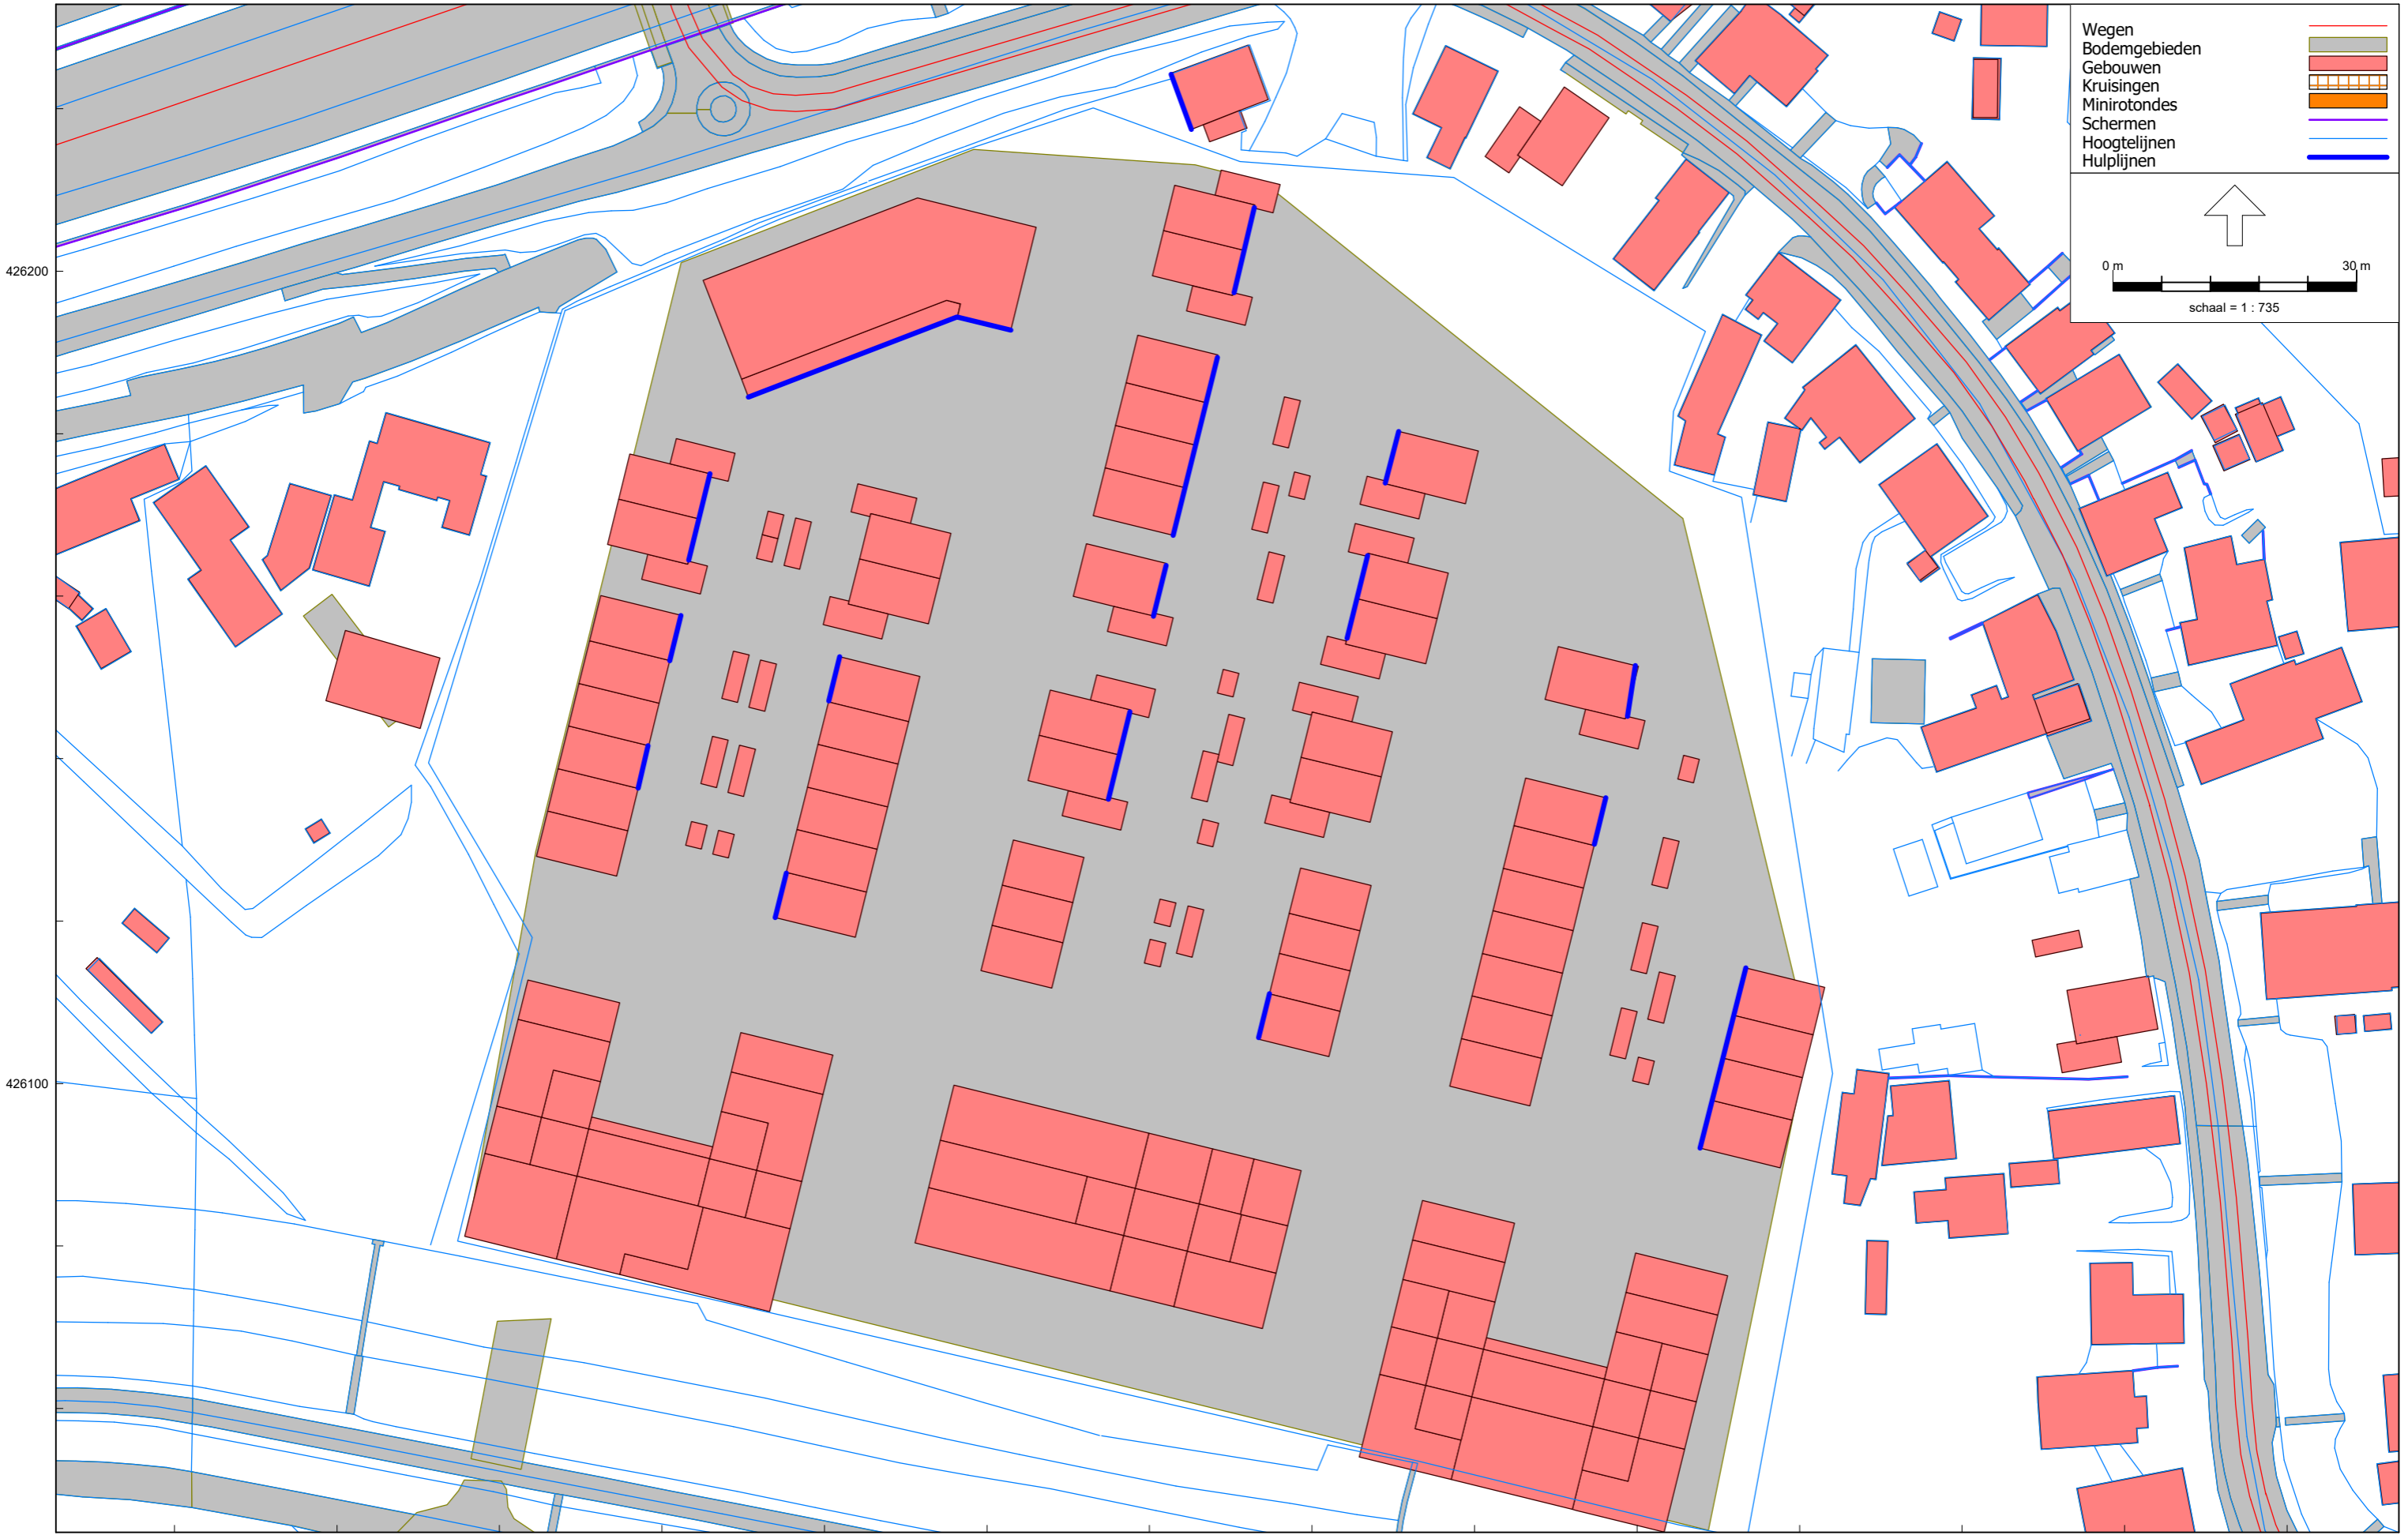 Wegen
Bodemgebieden
Gebouwen
Kruisingen
Minirotondes
Schermen
Hoogtelijnen
Hulplijnen
0 m 30 m
schaal = 1 : 735
426200
426100